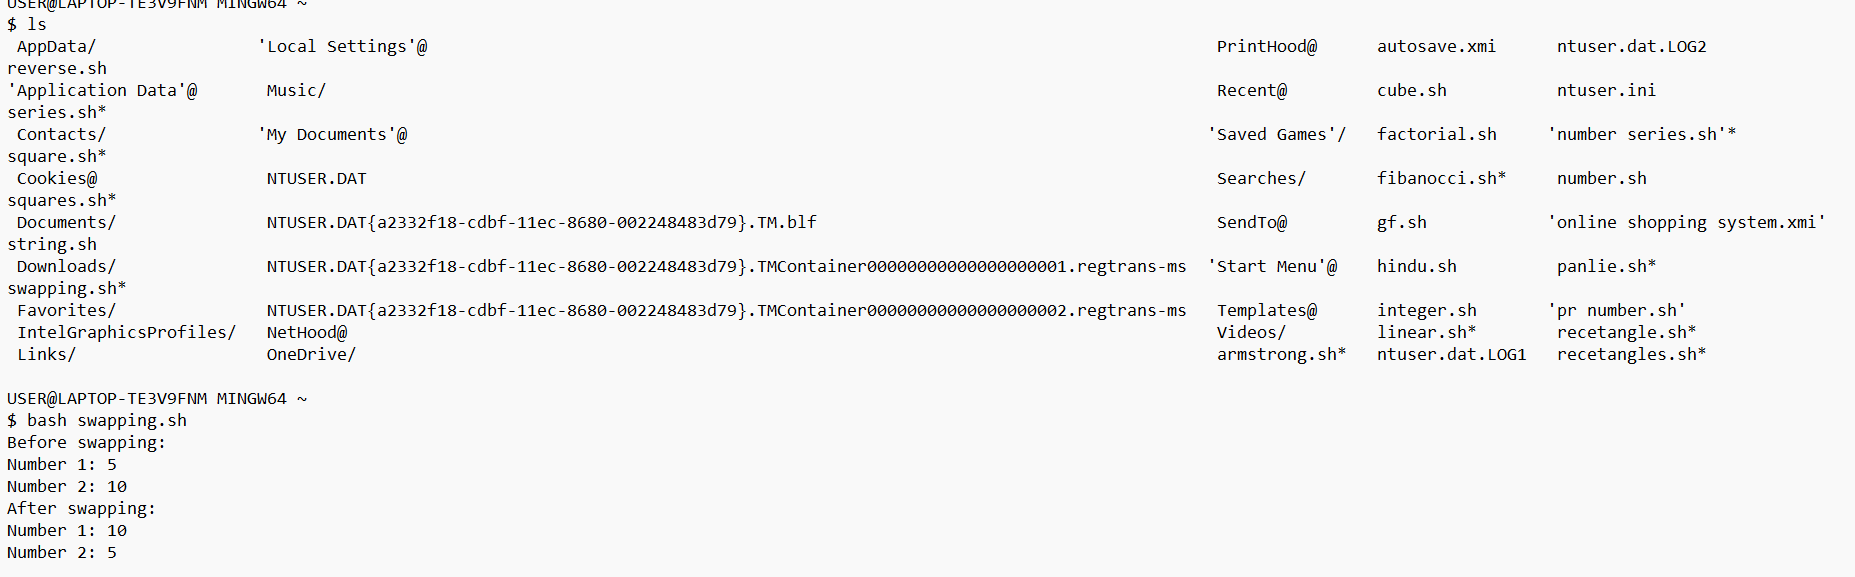 USER@LAPTOP-TE3V9FNM MINGW64 ~
$ ls
 AppData/                'Local Settings'@                                                                               PrintHood@      autosave.xmi      ntuser.dat.LOG2
reverse.sh
'Application Data'@       Music/                                                                                         Recent@         cube.sh           ntuser.ini
series.sh*
 Contacts/               'My Documents'@                                                                                'Saved Games'/   factorial.sh     'number series.sh'*
square.sh*
 Cookies@                 NTUSER.DAT                                                                                     Searches/       fibanocci.sh*     number.sh
squares.sh*
 Documents/               NTUSER.DAT{a2332f18-cdbf-11ec-8680-002248483d79}.TM.blf                                        SendTo@         gf.sh            'online shopping system.xmi'
string.sh
 Downloads/               NTUSER.DAT{a2332f18-cdbf-11ec-8680-002248483d79}.TMContainer00000000000000000001.regtrans-ms  'Start Menu'@    hindu.sh          panlie.sh*
swapping.sh*
 Favorites/               NTUSER.DAT{a2332f18-cdbf-11ec-8680-002248483d79}.TMContainer00000000000000000002.regtrans-ms   Templates@      integer.sh       'pr number.sh'
 IntelGraphicsProfiles/   NetHood@                                                                                       Videos/         linear.sh*        recetangle.sh*
 Links/                   OneDrive/                                                                                      armstrong.sh*   ntuser.dat.LOG1   recetangles.sh*
USER@LAPTOP-TE3V9FNM MINGW64 ~
$ bash swapping.sh
Before swapping:
Number 1: 5
Number 2: 10
After swapping:
Number 1: 10
Number 2: 5